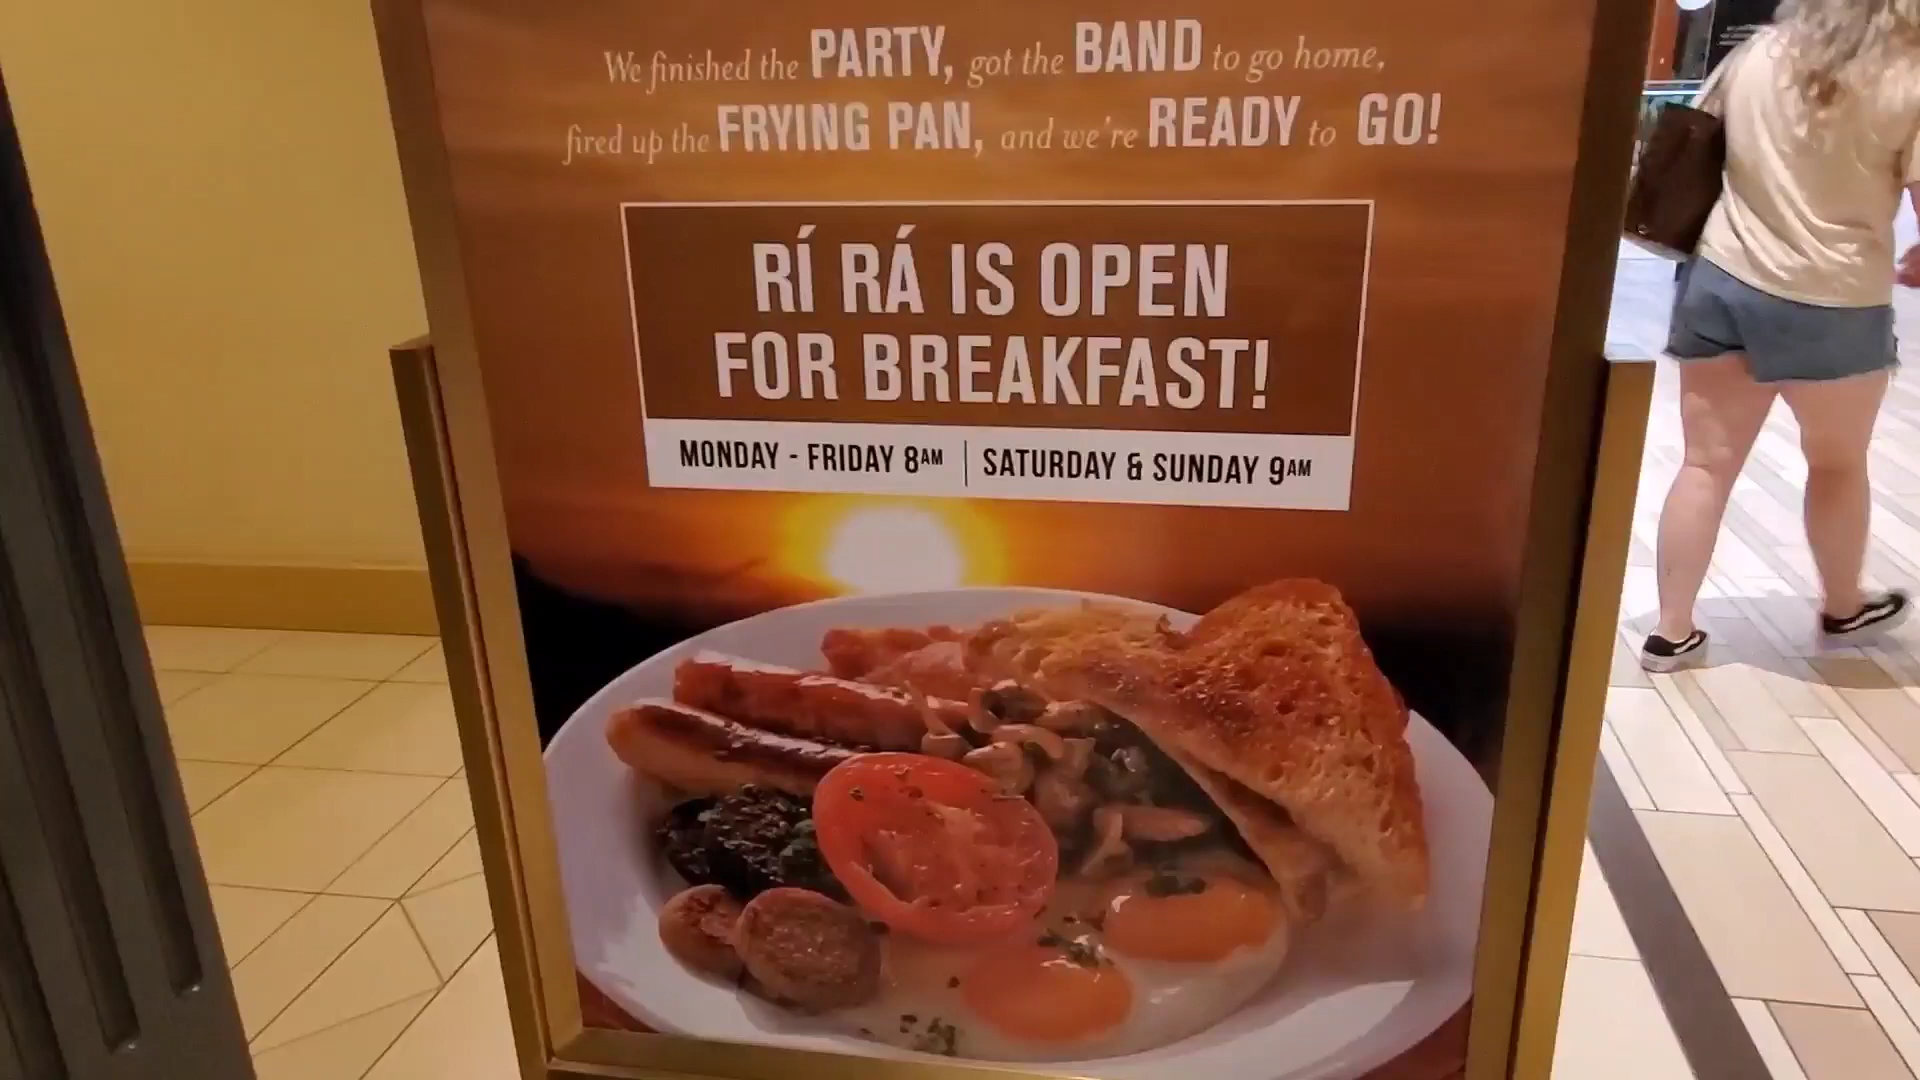 We finished the PARTY, got the BAND to go home,
fired up the FRYING PAN, and we're READY to GO!
RÍ RÁ IS OPEN
FOR BREAKFAST!
MONDAY - FRIDAY 8AM | SATURDAY & SUNDAY 9AM